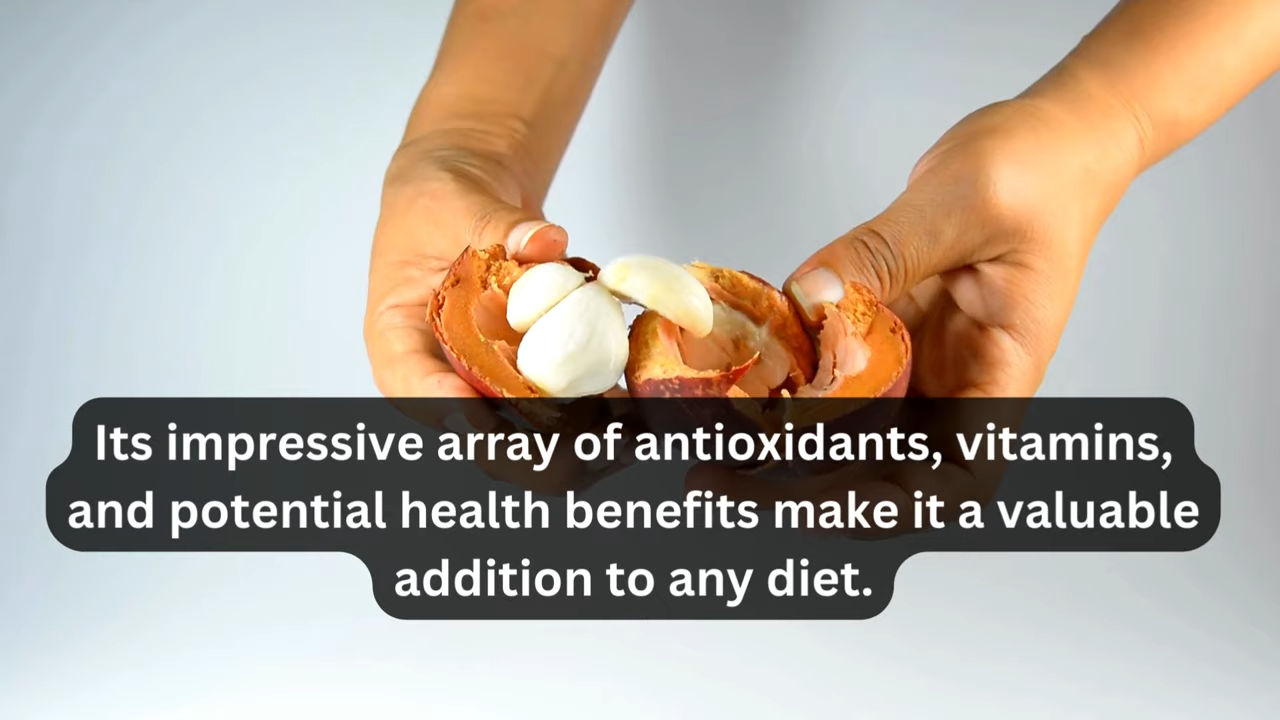 Its impressive array of antioxidants, vitamins,
and potential health benefits make it a valuable
addition to any diet.